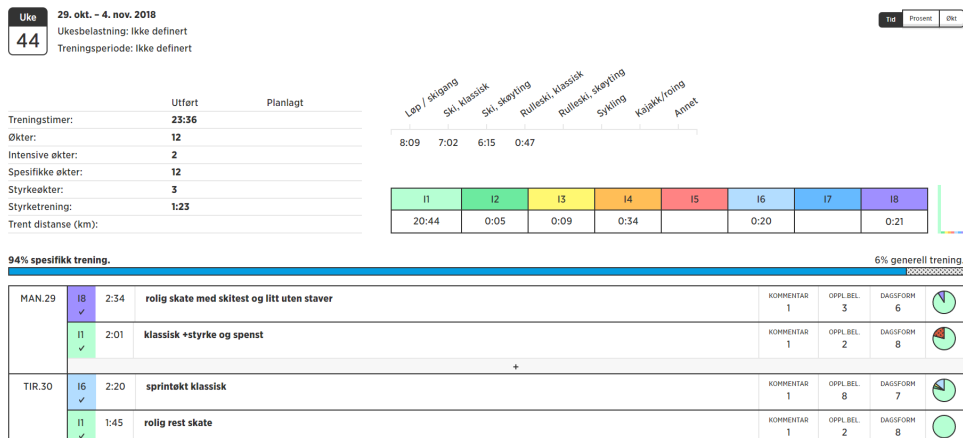 Uke 29. okt. – 4. nov. 2018
44 Ukesbelastning: Ikke definert
Treningsperiode: Ikke definert
Tid Prosent Økt
Utført Planlagt
Treningstimer: 23:36
Økter: 12
Intensive økter: 2
Spesifikke økter: 12
Styrkeøkter: 3
Styrketrening: 1:23
Trent distanse (km):
Løp / skigang Ski, klassisk Ski, skøyting Rulleski, klassisk Rulleski, skøyting Sykling Kajakk/roing Annet
8:09 7:02 6:15 0:47
I1 I2 I3 I4 I5 I6 I7 I8
20:44 0:05 0:09 0:34 0:20 0:21
94% spesifikk trening. 6% generell trening.
MAN.29 I8 ✓ 2:34 rolig skate med skitest og litt uten staver KOMMENTAR 1 OPPL.BEL. 3 DAGSFORM 6
I1 ✓ 2:01 klassisk +styrke og spenst KOMMENTAR 1 OPPL.BEL. 2 DAGSFORM 8
+
TIR.30 I6 ✓ 2:20 sprintøkt klassisk KOMMENTAR 1 OPPL.BEL. 8 DAGSFORM 7
I1 ✓ 1:45 rolig rest skate KOMMENTAR 1 OPPL.BEL. 2 DAGSFORM 8